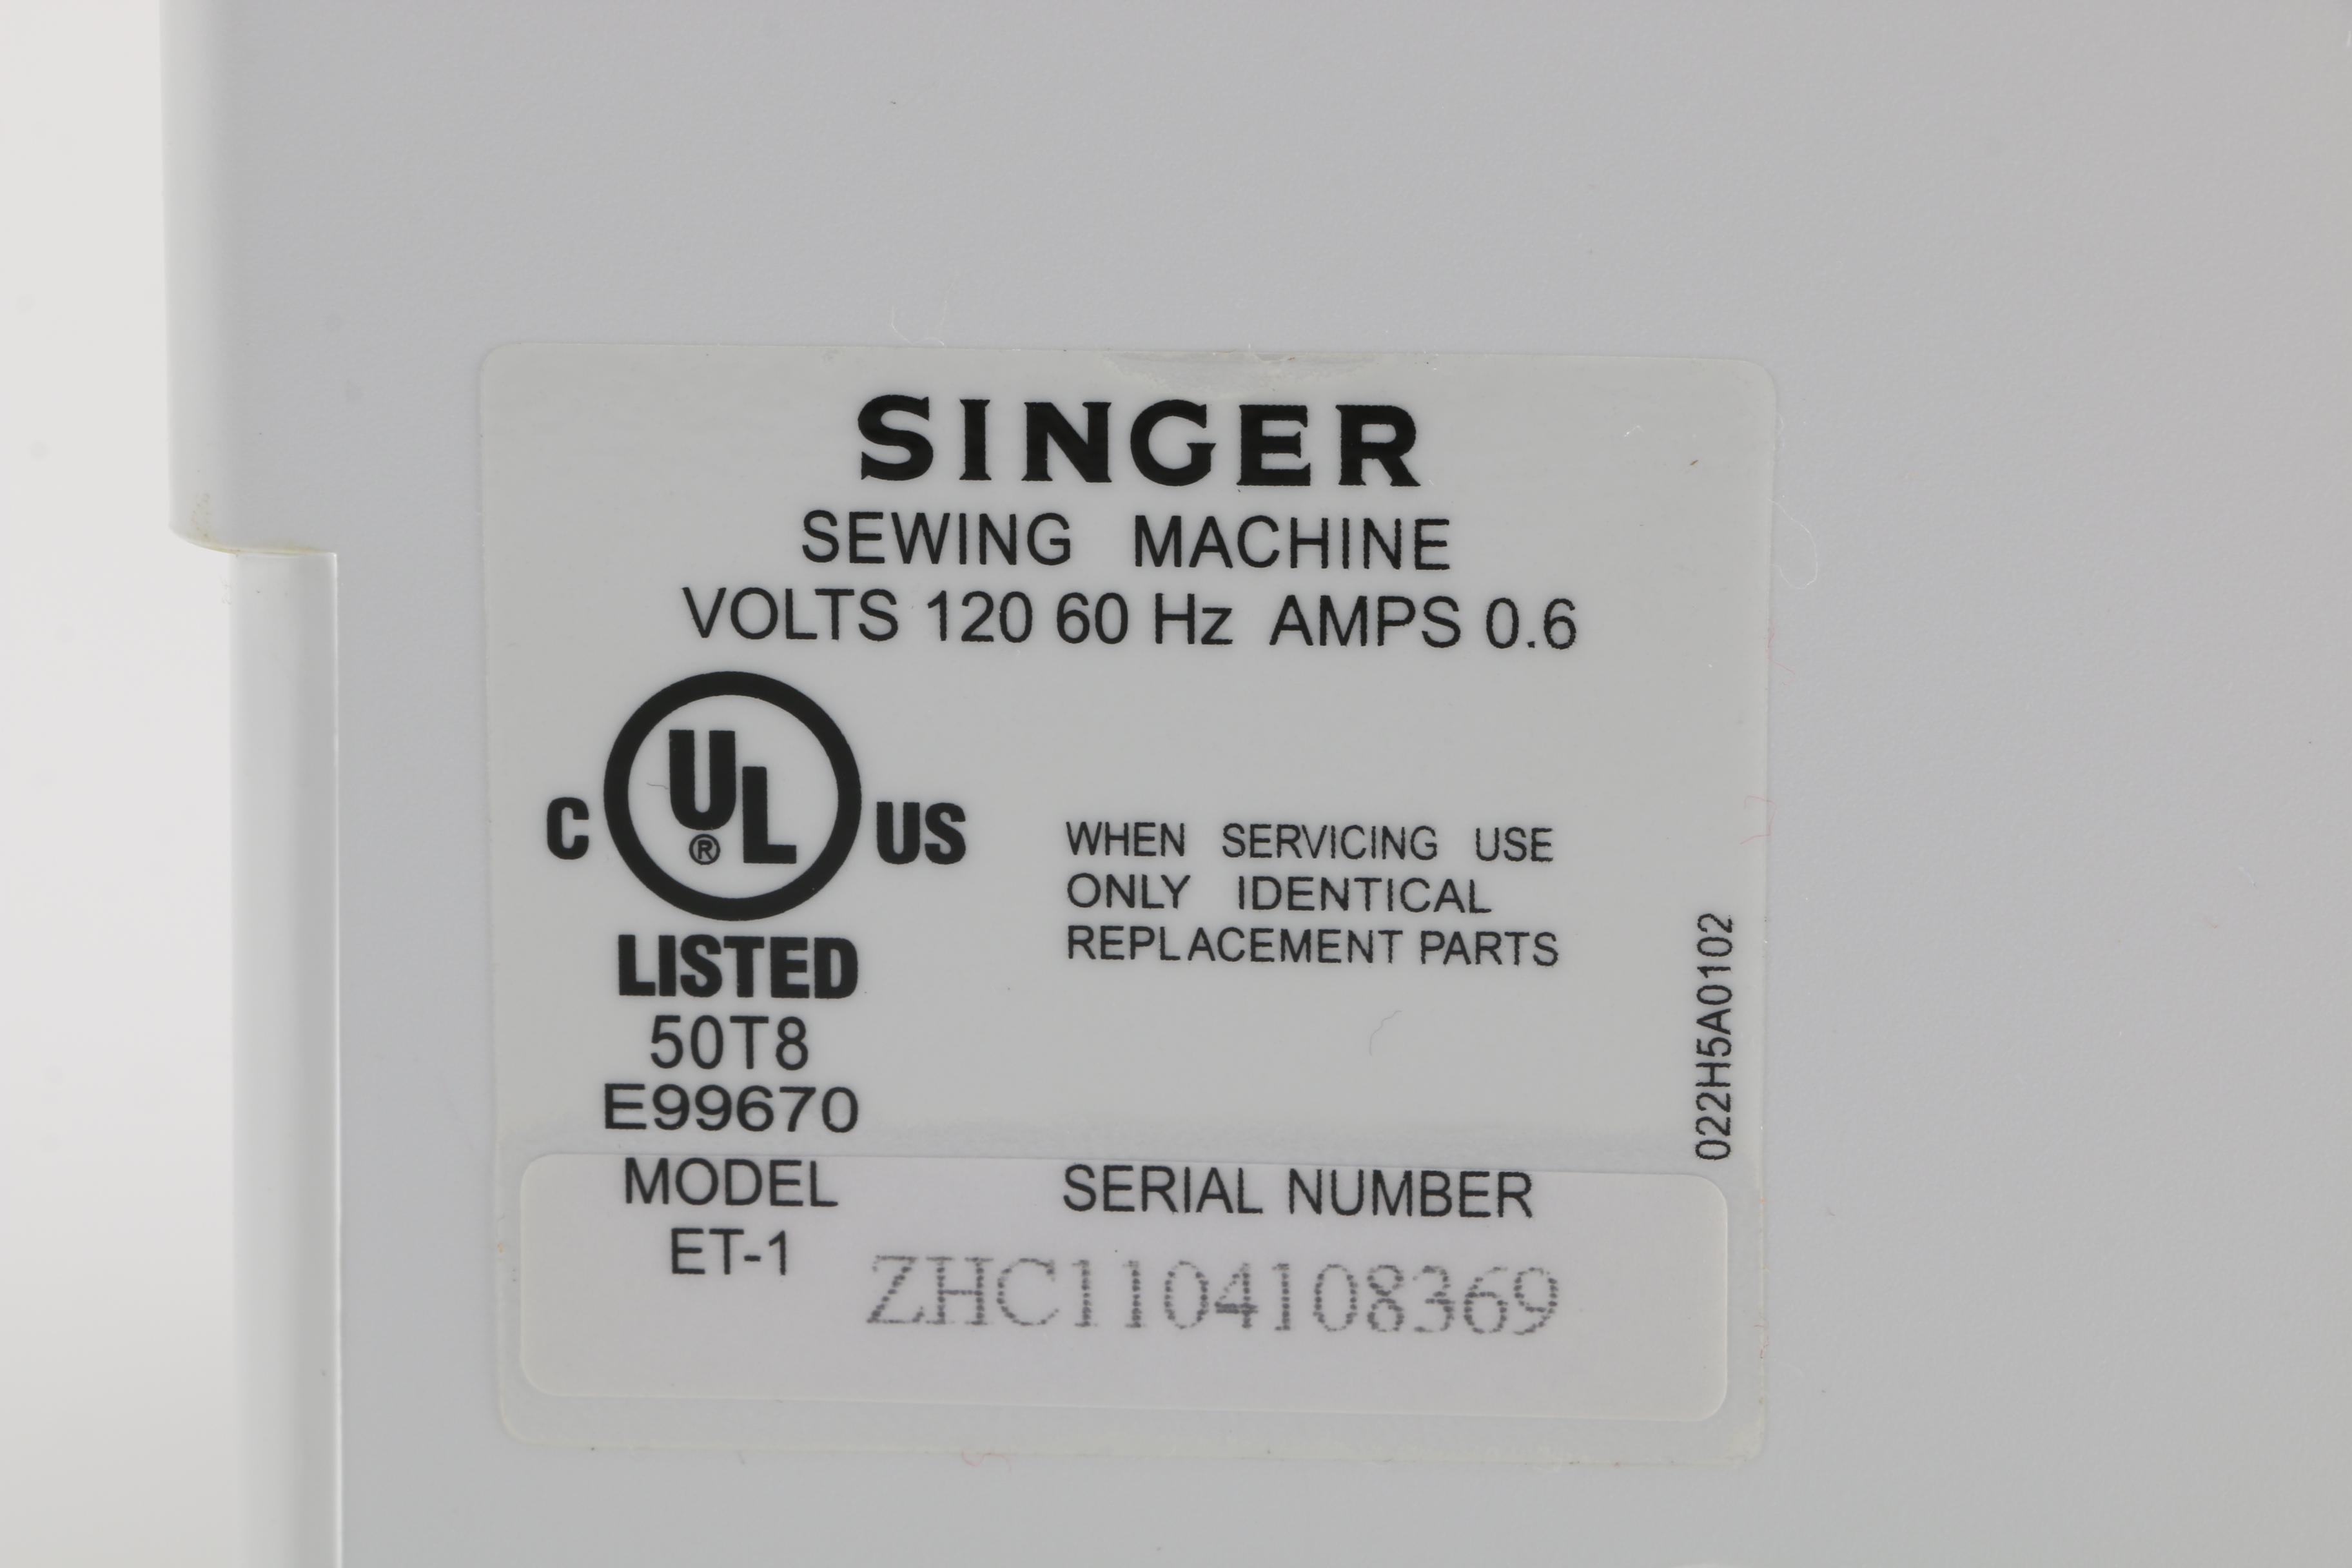 SINGER
SEWING MACHINE
VOLTS 120 60 Hz AMPS 0.6
C UL® US
LISTED
50T8
E99670
WHEN SERVICING USE
ONLY IDENTICAL
REPLACEMENT PARTS
022H5A0102
MODEL
ET-1
SERIAL NUMBER
ZHC1104108369